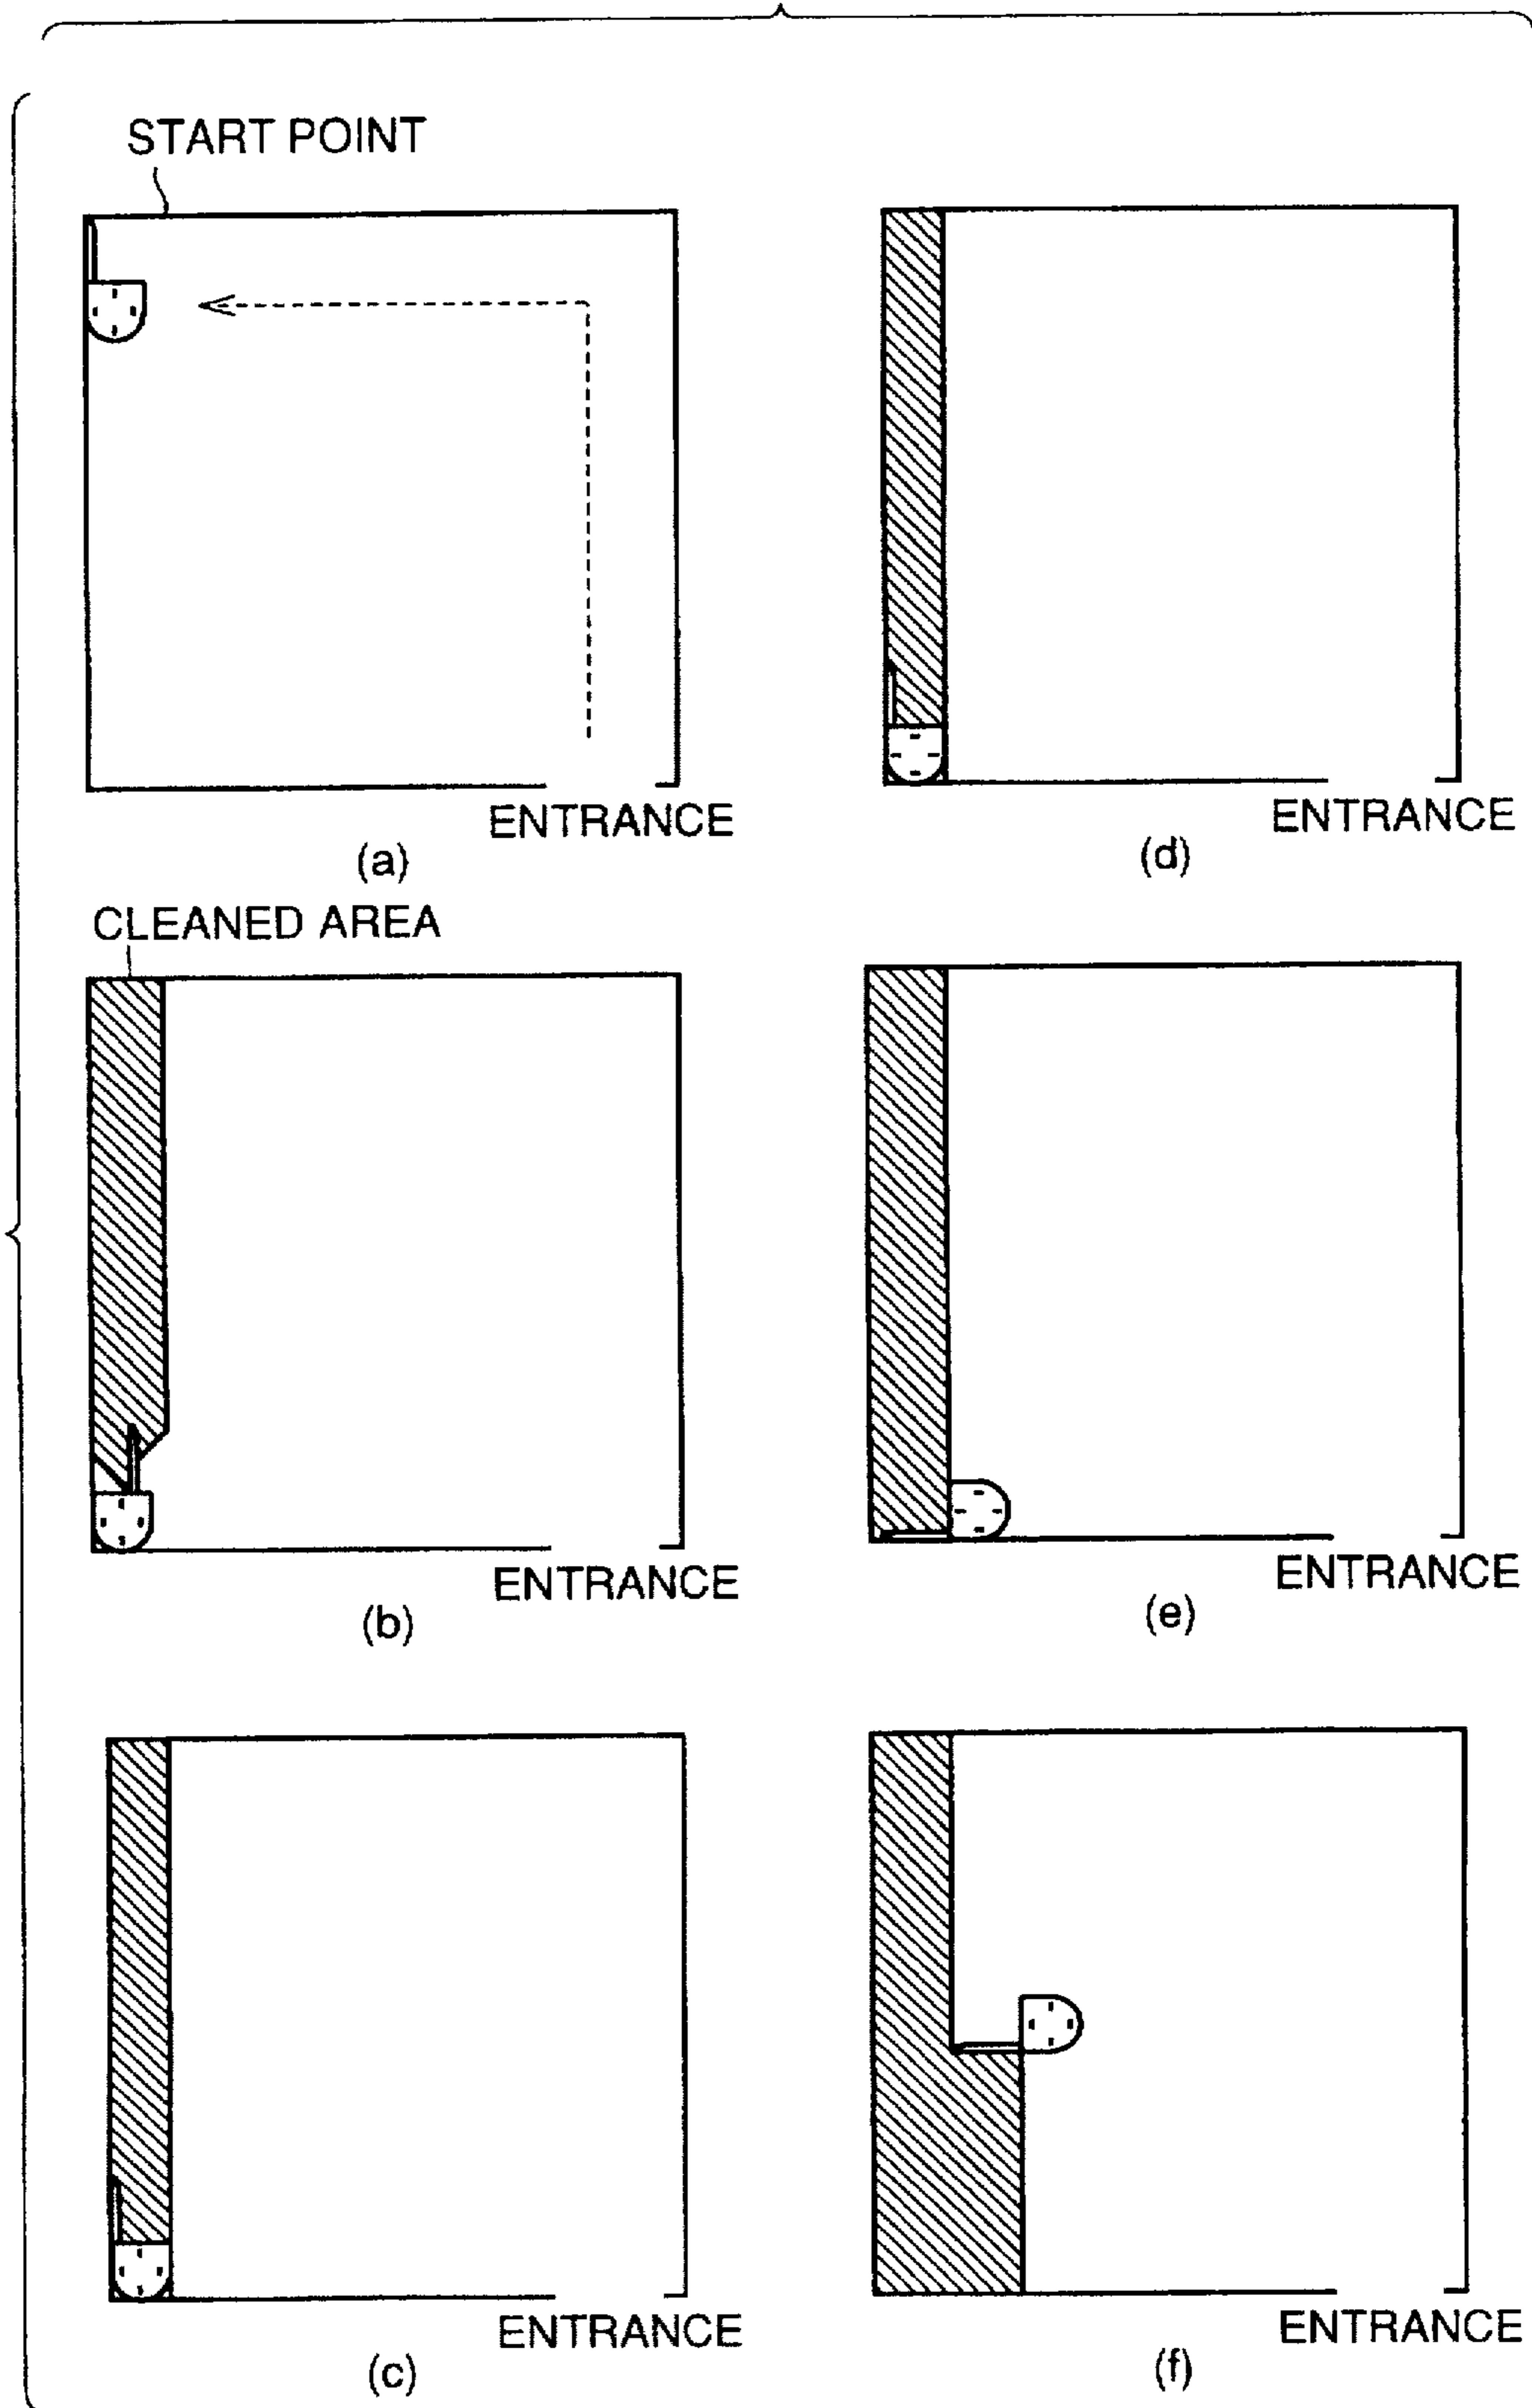 START POINT
ENTRANCE
(a)
CLEANED AREA
ENTRANCE
(b)
ENTRANCE
(c)
ENTRANCE
(d)
ENTRANCE
(e)
ENTRANCE
(f)